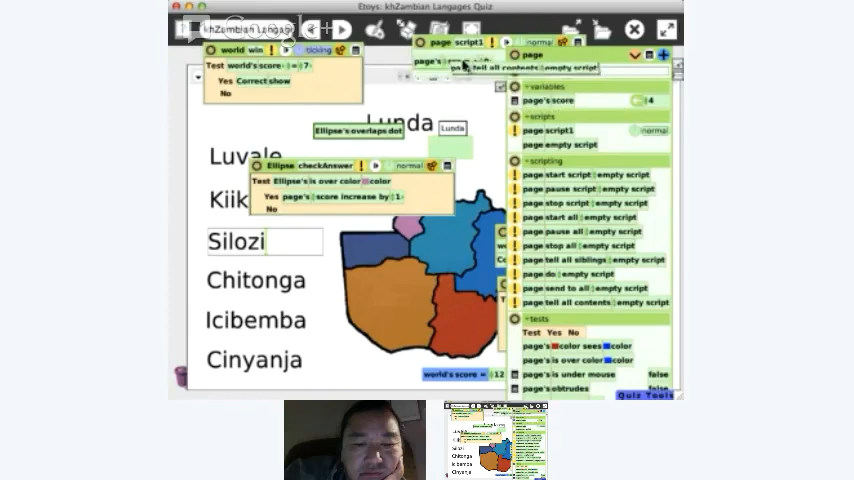 Etoys: khZambian Langages Quiz
khZambian Langag
Google+
world win ! ticking
Test world's score = 7
Yes Correct show
No
page script1 ! normal
page's
page tell all contents empty script
Lunda
Lunda
Ellipse's overlaps dot
Luvale
Ellipse checkAnswer ! normal
Test Ellipse's is over color color
Yes page's score increase by 1
No
Kiik
Silozi
Chitonga
Icibemba
Cinyanja
world's score = 12
page
variables
page's score 4
scripts
page script1 normal
page empty script
scripting
page start script empty script
page pause script empty script
page stop script empty script
page start all empty script
page pause all empty script
page stop all empty script
page tell all siblings empty script
page do empty script
page send to all empty script
page tell all contents empty script
tests
Test Yes No
page's color sees color
page's is over color color
page's is under mouse false
page's obtrudes false
Quiz Tools